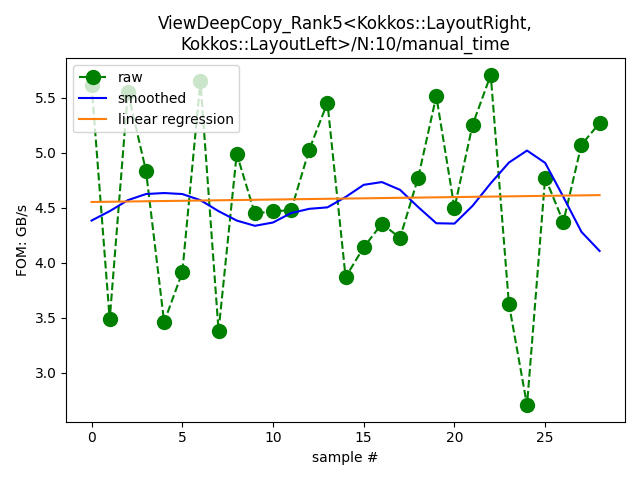 ViewDeepCopy_Rank5<Kokkos::LayoutRight,
Kokkos::LayoutLeft>/N:10/manual_time
raw
smoothed
linear regression
FOM: GB/s
5.5
5.0
4.5
4.0
3.5
3.0
0 5 10 15 20 25
sample #